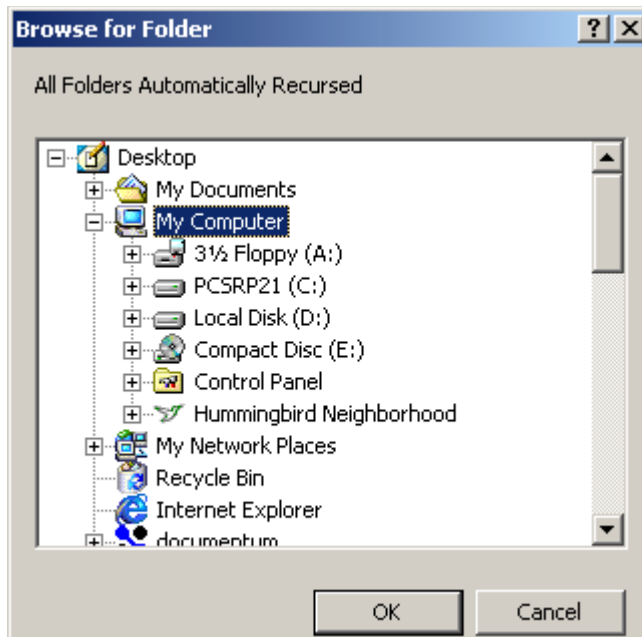 Browse for Folder
All Folders Automatically Recursed
Desktop
My Documents
My Computer
3½ Floppy (A:)
PCSRP21 (C:)
Local Disk (D:)
Compact Disc (E:)
Control Panel
Hummingbird Neighborhood
My Network Places
Recycle Bin
Internet Explorer
documentum
OK Cancel